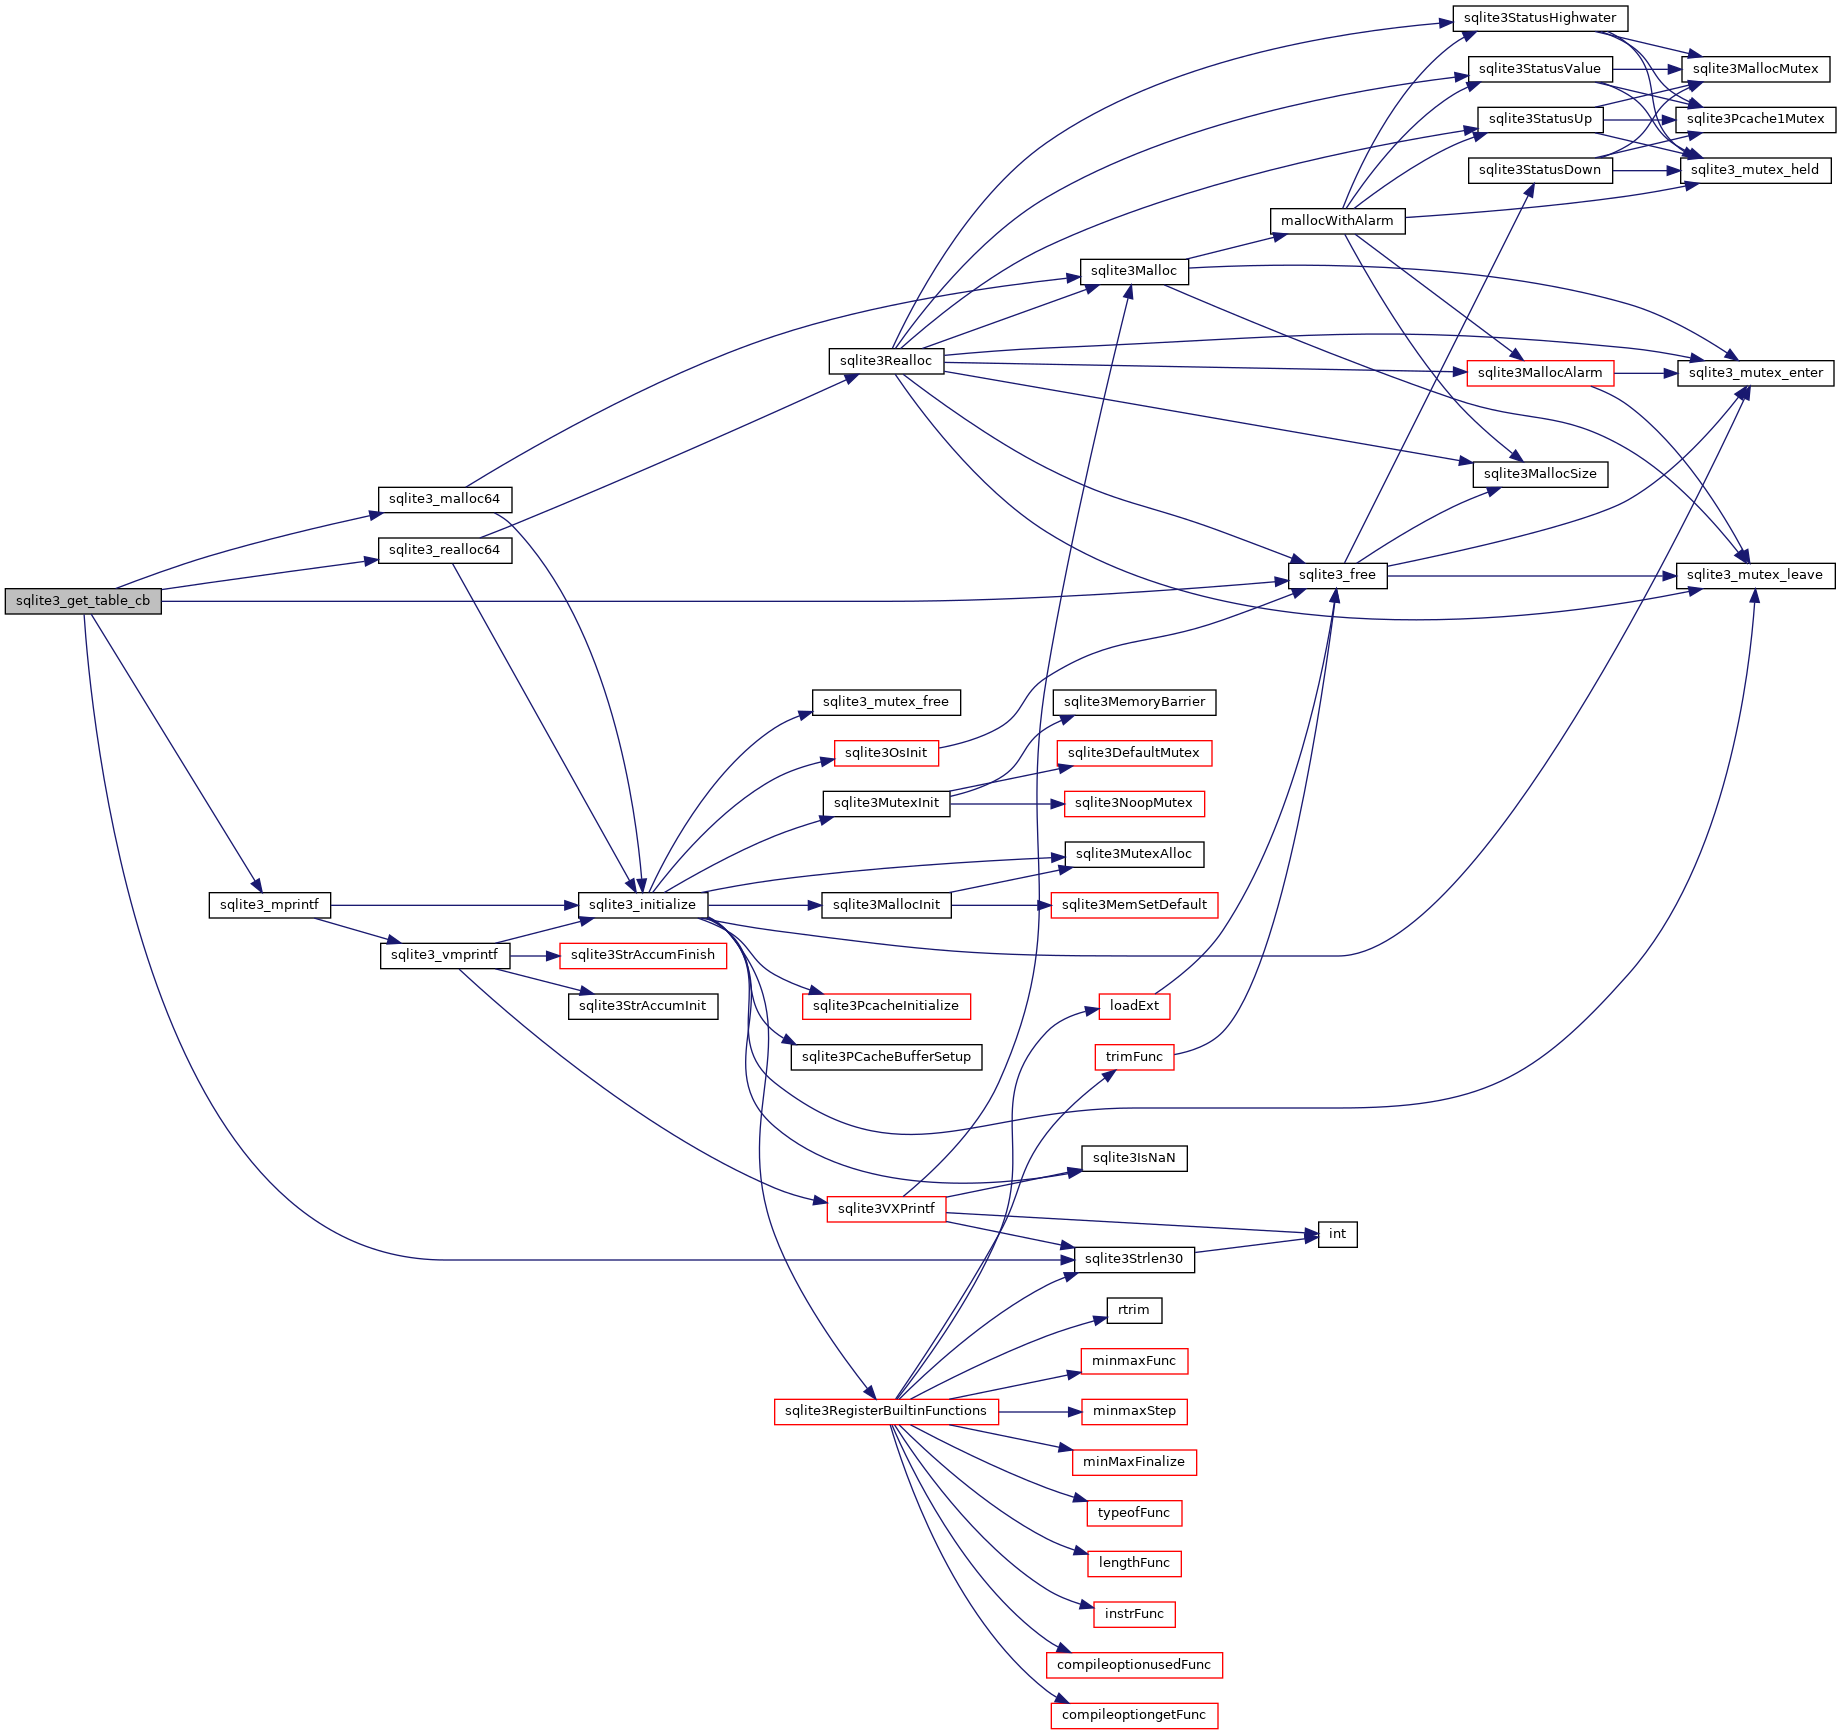 sqlite3StatusHighwater
sqlite3StatusValue
sqlite3MallocMutex
sqlite3StatusUp
sqlite3Pcache1Mutex
sqlite3StatusDown
sqlite3_mutex_held
mallocWithAlarm
sqlite3Malloc
sqlite3Realloc
sqlite3MallocAlarm
sqlite3_mutex_enter
sqlite3MallocSize
sqlite3_malloc64
sqlite3_realloc64
sqlite3_free
sqlite3_mutex_leave
sqlite3_get_table_cb
sqlite3_mutex_free
sqlite3MemoryBarrier
sqlite3OsInit
sqlite3DefaultMutex
sqlite3MutexInit
sqlite3NoopMutex
sqlite3MutexAlloc
sqlite3_mprintf
sqlite3_initialize
sqlite3MallocInit
sqlite3MemSetDefault
sqlite3_vmprintf
sqlite3StrAccumFinish
sqlite3StrAccumInit
sqlite3PcacheInitialize
loadExt
sqlite3PCacheBufferSetup
trimFunc
sqlite3IsNaN
sqlite3VXPrintf
int
sqlite3Strlen30
rtrim
minmaxFunc
sqlite3RegisterBuiltinFunctions
minmaxStep
minMaxFinalize
typeofFunc
lengthFunc
instrFunc
compileoptionusedFunc
compileoptiongetFunc